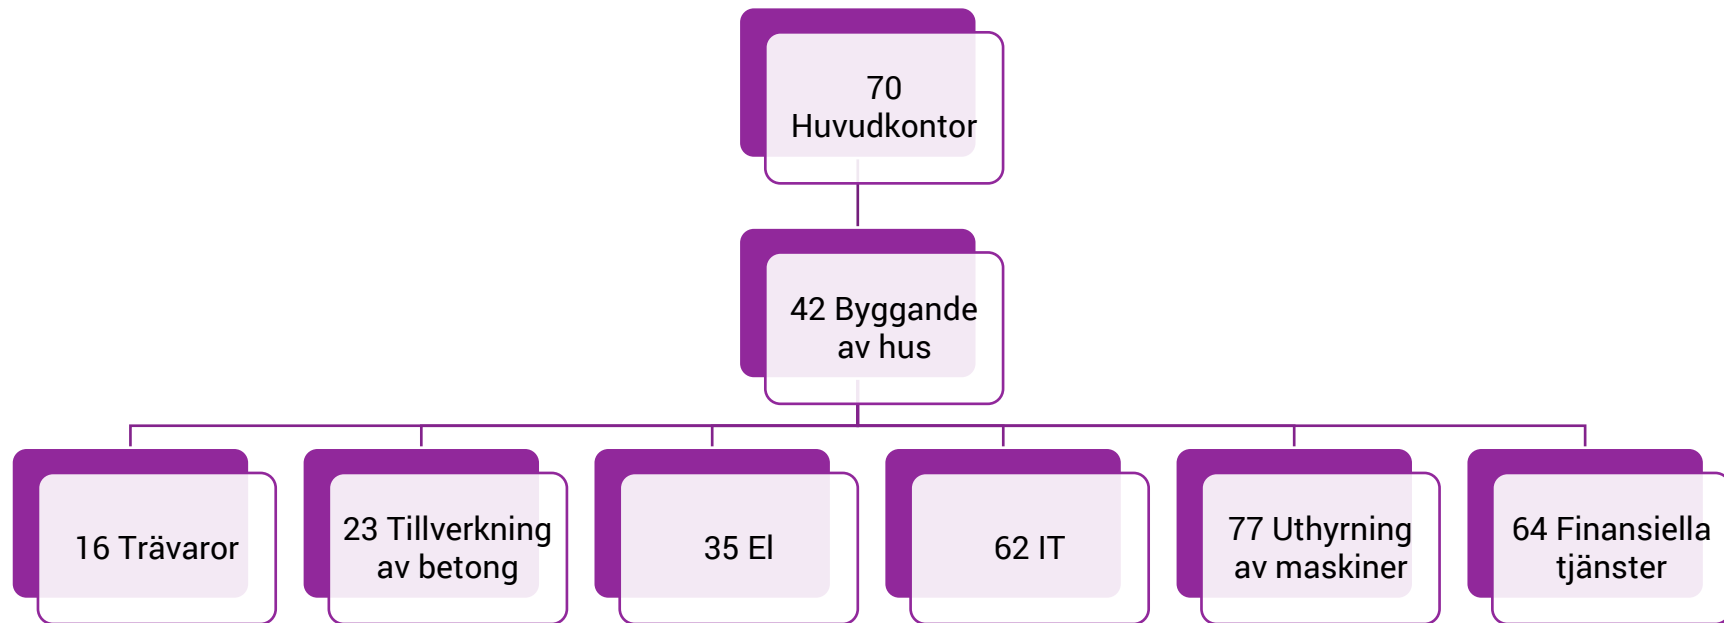 70
Huvudkontor
42 Byggande
av hus
16 Trävaror
23 Tillverkning
av betong
35 El
62 IT
77 Uthyrning
av maskiner
64 Finansiella
tjänster